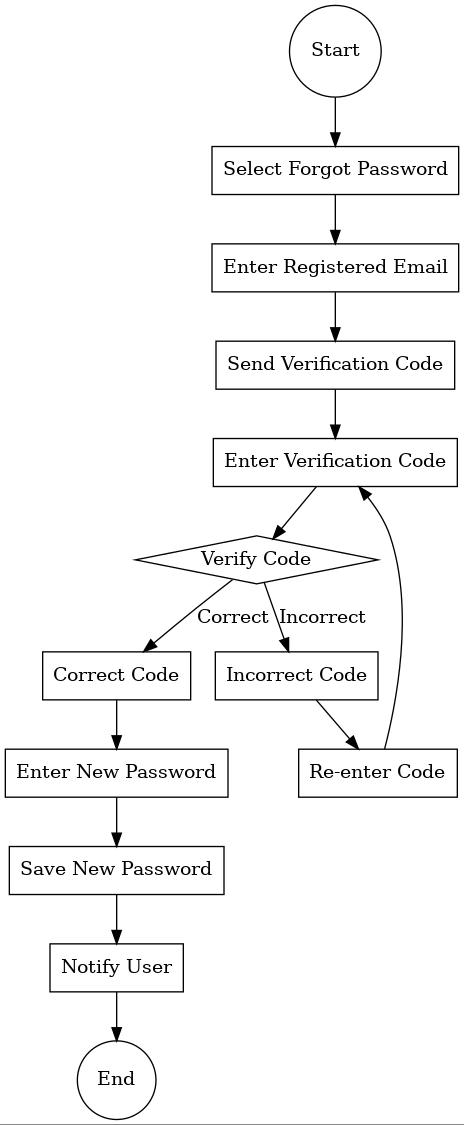 Start
Select Forgot Password
Enter Registered Email
Send Verification Code
Enter Verification Code
Verify Code
Correct
Incorrect
Correct Code
Incorrect Code
Enter New Password
Re-enter Code
Save New Password
Notify User
End